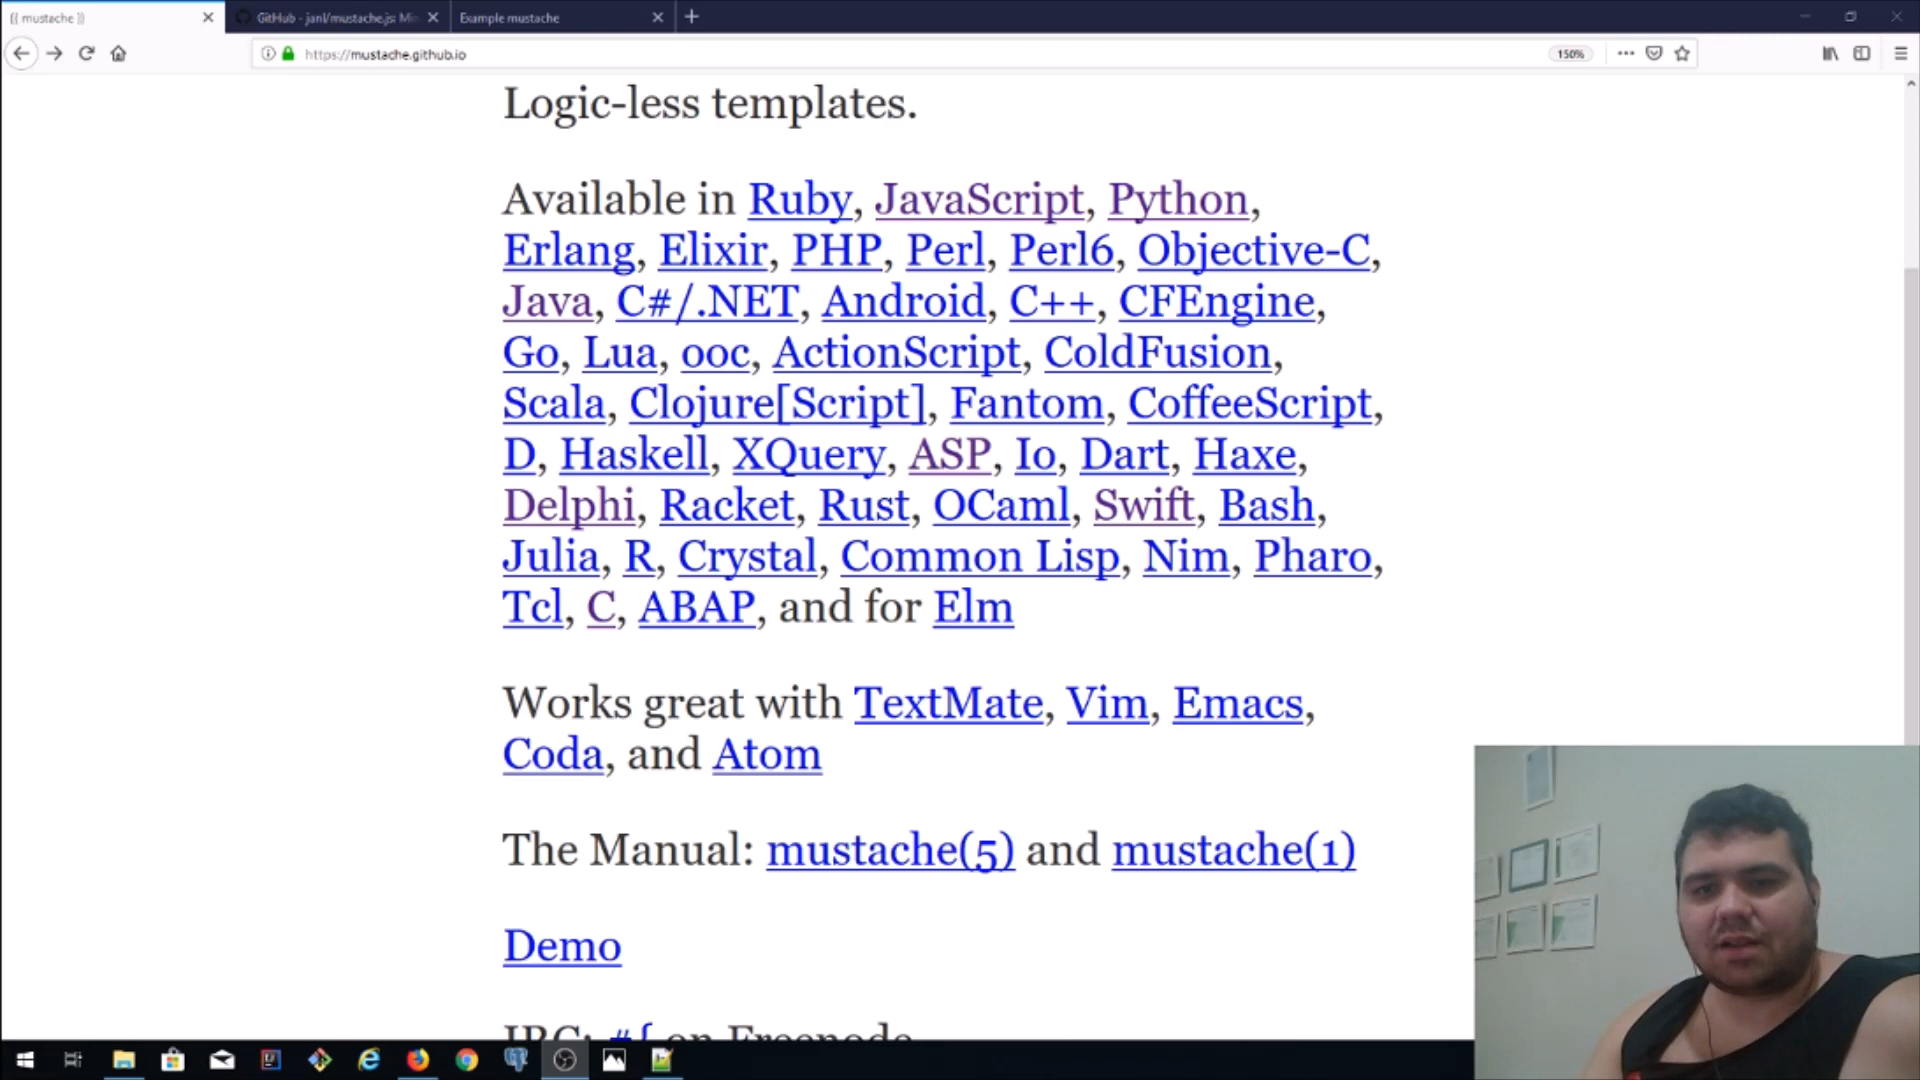 {{ mustache }}
GitHub - janl/mustache.js: Mi
Example mustache
https://mustache.github.io
150%
Logic-less templates.
Available in Ruby, JavaScript, Python,
Erlang, Elixir, PHP, Perl, Perl6, Objective-C,
Java, C#/.NET, Android, C++, CFEngine,
Go, Lua, ooc, ActionScript, ColdFusion,
Scala, Clojure[Script], Fantom, CoffeeScript,
D, Haskell, XQuery, ASP, Io, Dart, Haxe,
Delphi, Racket, Rust, OCaml, Swift, Bash,
Julia, R, Crystal, Common Lisp, Nim, Pharo,
Tcl, C, ABAP, and for Elm
Works great with TextMate, Vim, Emacs,
Coda, and Atom
The Manual: mustache(5) and mustache(1)
Demo
IRC: #{ on Freenode